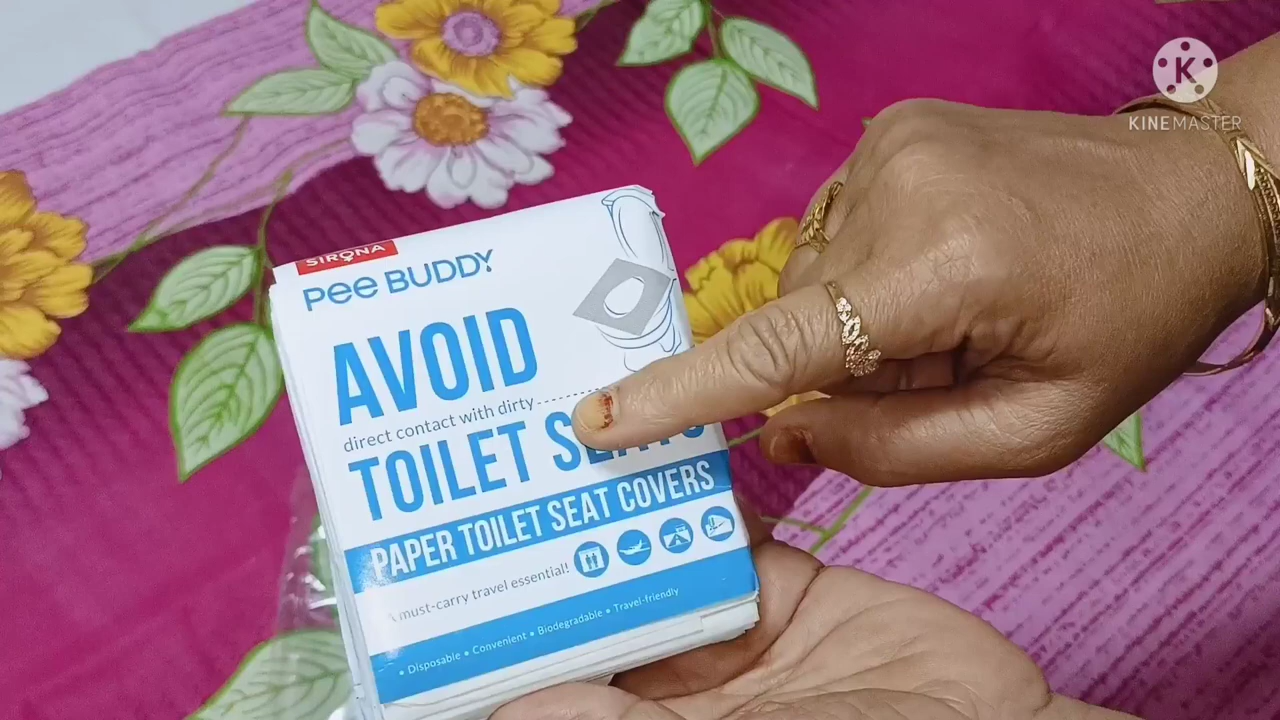 SIRONA
Pee BUDDY
AVOID
direct contact with dirty
TOILET SEATS
PAPER TOILET SEAT COVERS
A must-carry travel essential!
• Disposable • Convenient • Biodegradable • Travel-friendly
K
KINEMASTER